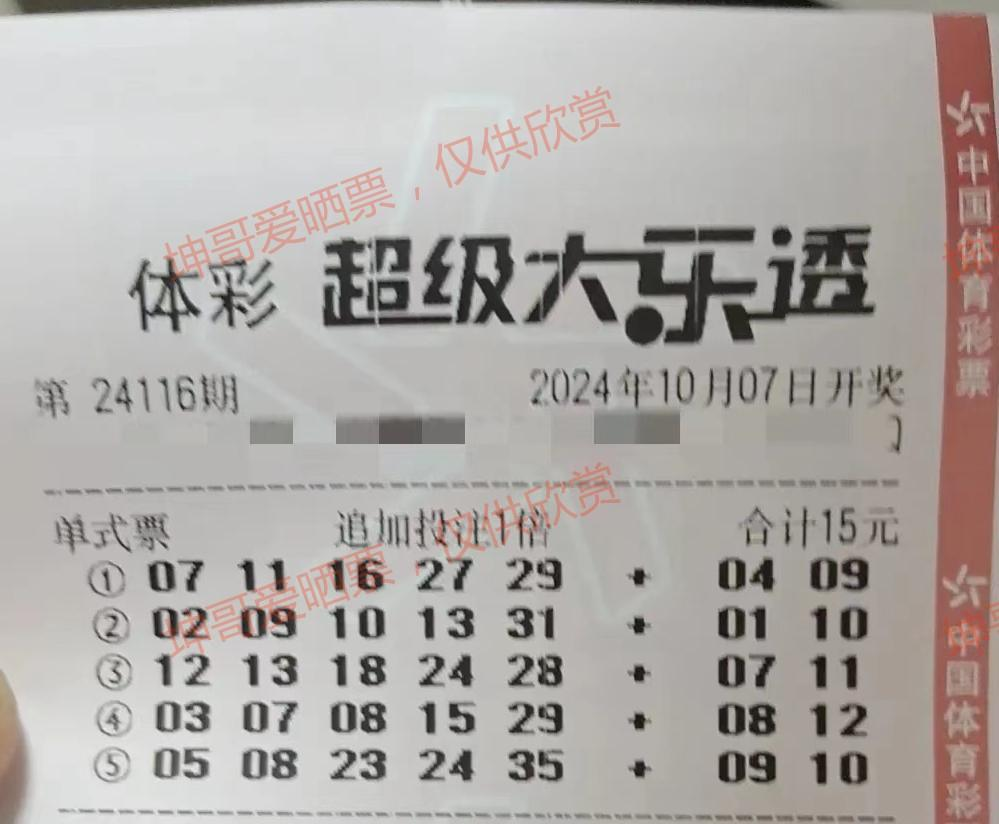 坤哥爱晒票，仅供欣赏
体彩 超级大乐透
第 24116期 2024年10月07日开奖
单式票 追加投注1倍 合计15元
① 07 11 16 27 29 + 04 09
② 02 09 10 13 31 + 01 10
③ 12 13 18 24 28 + 07 11
④ 03 07 08 15 29 + 08 12
⑤ 05 08 23 24 35 + 09 10
坤哥爱晒票，仅供欣赏
中国体育彩票
中国体育彩